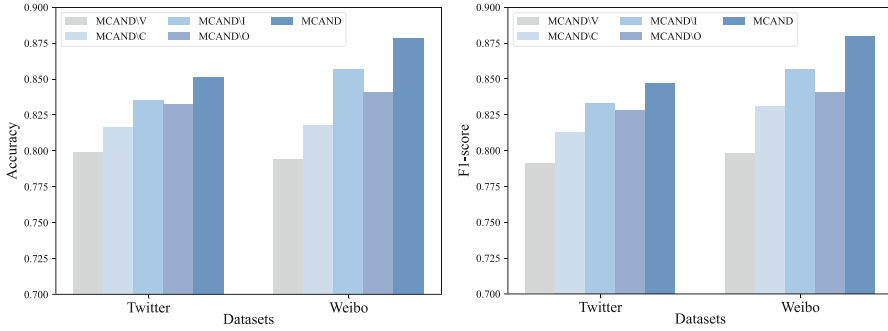 0.900
0.875
0.850
0.825
0.800
0.775
0.750
0.725
0.700
Accuracy
MCAND\V
MCAND\C
MCAND\I
MCAND\O
MCAND
Twitter
Weibo
Datasets
0.900
0.875
0.850
0.825
0.800
0.775
0.750
0.725
0.700
F1-score
MCAND\V
MCAND\C
MCAND\I
MCAND\O
MCAND
Twitter
Weibo
Datasets